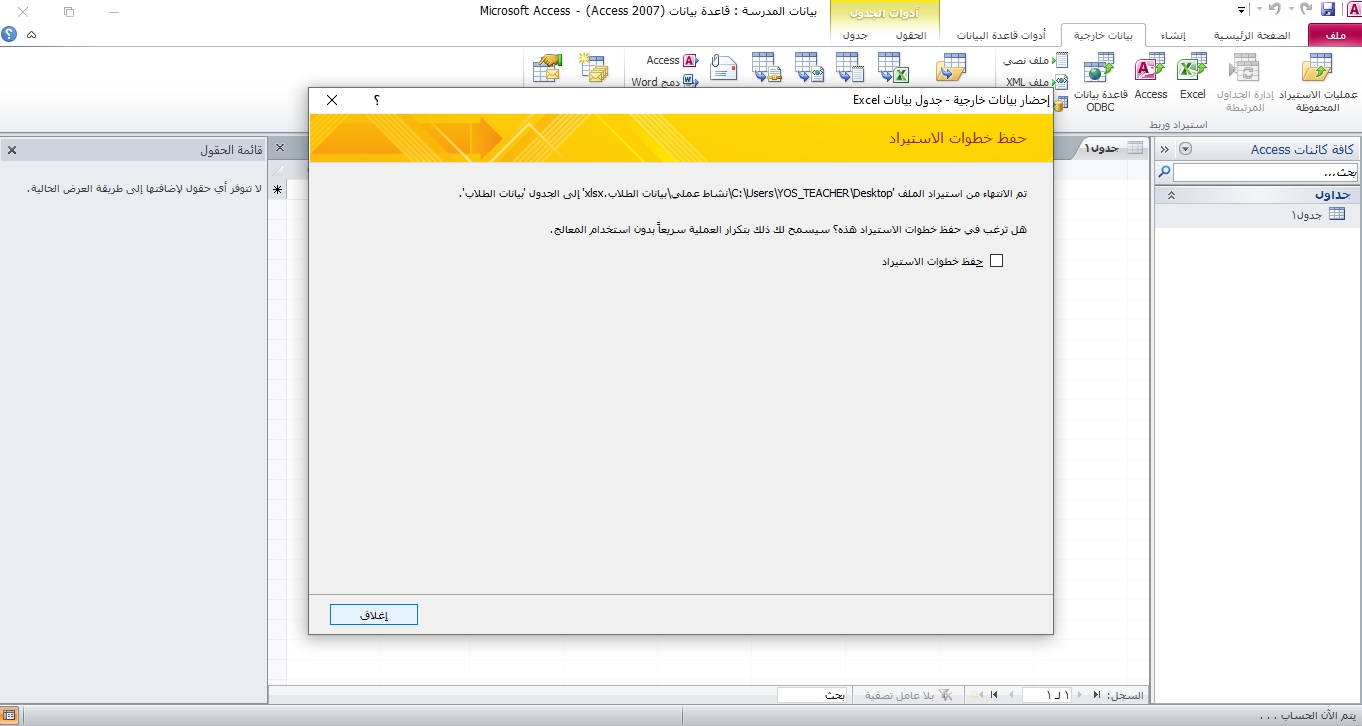 بيانات المدرسة : قاعدة بيانات (Access 2007) - Microsoft Access
أدوات الجدول
ملف
الصفحة الرئيسية
إنشاء
بيانات خارجية
أدوات قاعدة البيانات
الحقول
جدول
عمليات الاستيراد المحفوظة
إدارة الجداول المرتبطة
Excel
Access
قاعدة بيانات ODBC
ملف نصي
ملف XML
Access
دمج Word
استيراد وربط
إحضار بيانات خارجية - جدول بيانات Excel
؟
حفظ خطوات الاستيراد
تم الانتهاء من استيراد الملف 'C:\Users\YOS_TEACHER\Desktop\نشاط عملي\بيانات الطلاب.xlsx' إلى الجدول 'بيانات الطلاب'.
هل ترغب في حفظ خطوات الاستيراد هذه؟ سيسمح لك ذلك بتكرار العملية سريعاً بدون استخدام المعالج.
حفظ خطوات الاستيراد
إغلاق
كافة كائنات Access
بحث...
جداول
جدول١
جدول١
قائمة الحقول
لا تتوفر أي حقول لإضافتها إلى طريقة العرض الحالية.
السجل: ١ لـ ١
بلا عامل تصفية
بحث
يتم الآن الحساب . . .